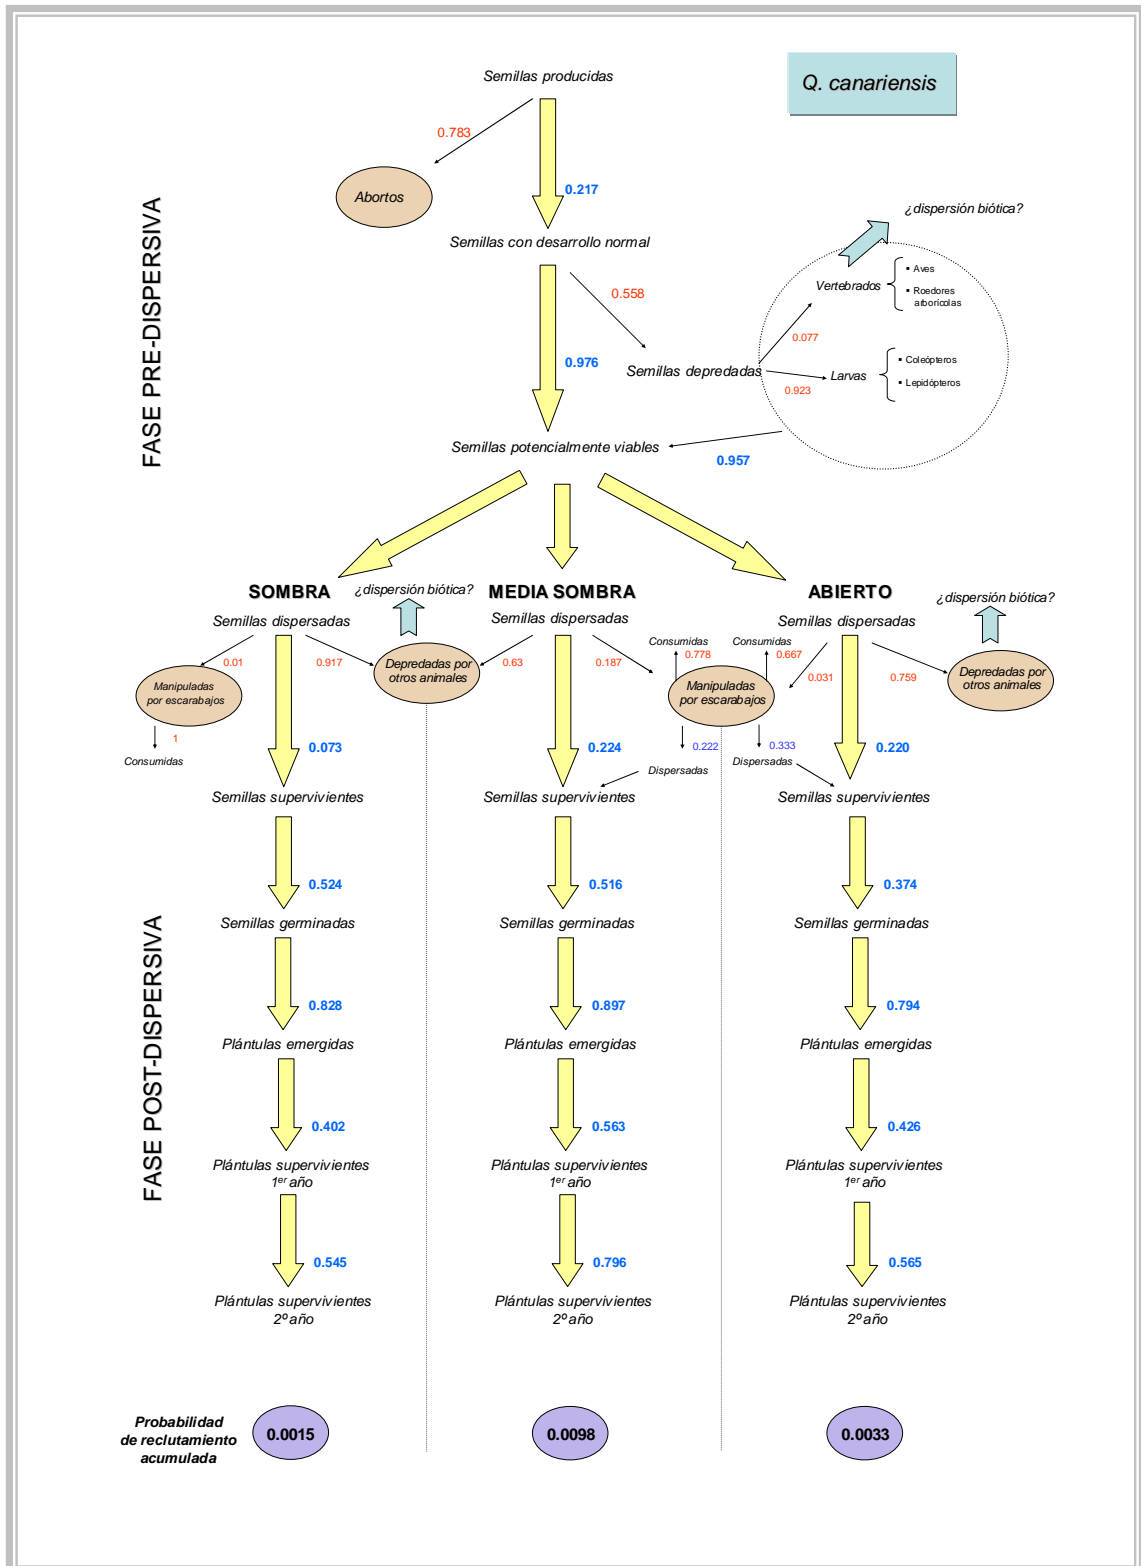 Semillas producidas
Q. canariensis
0.783
Abortos
0.217
¿dispersión biótica?
Semillas con desarrollo normal
FASE PRE-DISPERSIVA
0.558
Vertebrados
▪ Aves
▪ Roedores
arborícolas
0.077
0.976
Semillas depredadas
Larvas
▪ Coleópteros
▪ Lepidópteros
0.923
Semillas potencialmente viables
0.957
SOMBRA
¿dispersión biótica?
MEDIA SOMBRA
ABIERTO
¿dispersión biótica?
Semillas dispersadas
Semillas dispersadas
Semillas dispersadas
0.01
0.917
Depredadas por
otros animales
0.63
0.187
Consumidas
0.778
Consumidas
0.667
0.031
0.759
Depredadas por
otros animales
Manipuladas
por escarabajos
Manipuladas
por escarabajos
1
Consumidas
0.073
0.224
0.222
Dispersadas
0.333
Dispersadas
0.220
Semillas supervivientes
Semillas supervivientes
Semillas supervivientes
0.524
0.516
0.374
Semillas germinadas
Semillas germinadas
Semillas germinadas
FASE POST-DISPERSIVA
0.828
0.897
0.794
Plántulas emergidas
Plántulas emergidas
Plántulas emergidas
0.402
0.563
0.426
Plántulas supervivientes
1er año
Plántulas supervivientes
1er año
Plántulas supervivientes
1er año
0.545
0.796
0.565
Plántulas supervivientes
2º año
Plántulas supervivientes
2º año
Plántulas supervivientes
2º año
Probabilidad
de reclutamiento
acumulada
0.0015
0.0098
0.0033